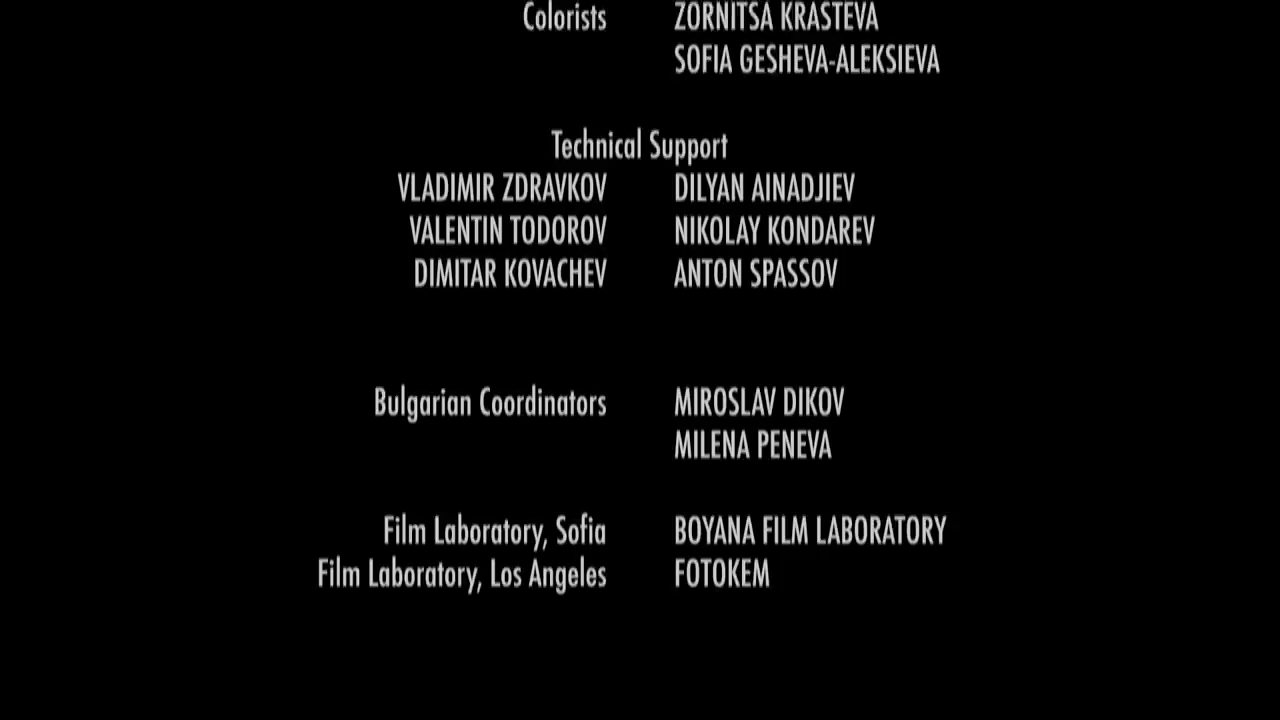 Colorists ZORNITSA KRASTEVA
SOFIA GESHEVA-ALEKSIEVA
Technical Support
VLADIMIR ZDRAVKOV DILYAN AINADJIEV
VALENTIN TODOROV NIKOLAY KONDAREV
DIMITAR KOVACHEV ANTON SPASSOV
Bulgarian Coordinators MIROSLAV DIKOV
MILENA PENEVA
Film Laboratory, Sofia BOYANA FILM LABORATORY
Film Laboratory, Los Angeles FOTOKEM